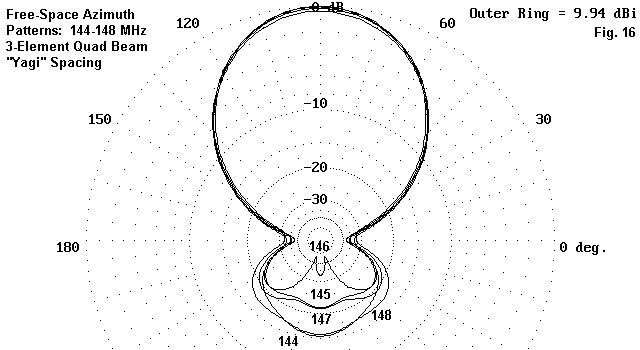 Free-Space Azimuth
Patterns: 144-148 MHz
3-Element Quad Beam
"Yagi" Spacing
Outer Ring = 9.94 dBi
Fig. 16
0 dB
120
60
-10
150
30
-20
-30
180
146
0 deg.
145
147
148
144